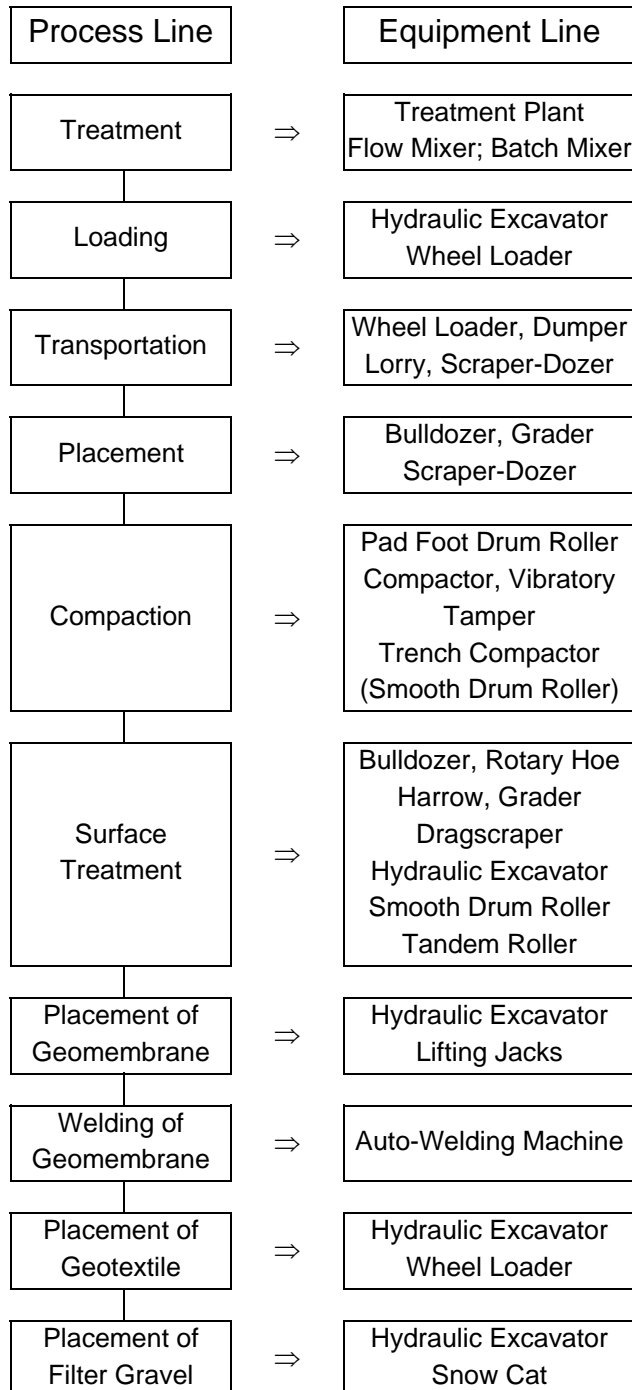 Process Line
Equipment Line
Treatment
⇒
Treatment Plant
Flow Mixer; Batch Mixer
Loading
⇒
Hydraulic Excavator
Wheel Loader
Transportation
⇒
Wheel Loader, Dumper
Lorry, Scraper-Dozer
Placement
⇒
Bulldozer, Grader
Scraper-Dozer
Compaction
⇒
Pad Foot Drum Roller
Compactor, Vibratory
Tamper
Trench Compactor
(Smooth Drum Roller)
Surface
Treatment
⇒
Bulldozer, Rotary Hoe
Harrow, Grader
Dragscraper
Hydraulic Excavator
Smooth Drum Roller
Tandem Roller
Placement of
Geomembrane
⇒
Hydraulic Excavator
Lifting Jacks
Welding of
Geomembrane
⇒
Auto-Welding Machine
Placement of
Geotextile
⇒
Hydraulic Excavator
Wheel Loader
Placement of
Filter Gravel
⇒
Hydraulic Excavator
Snow Cat